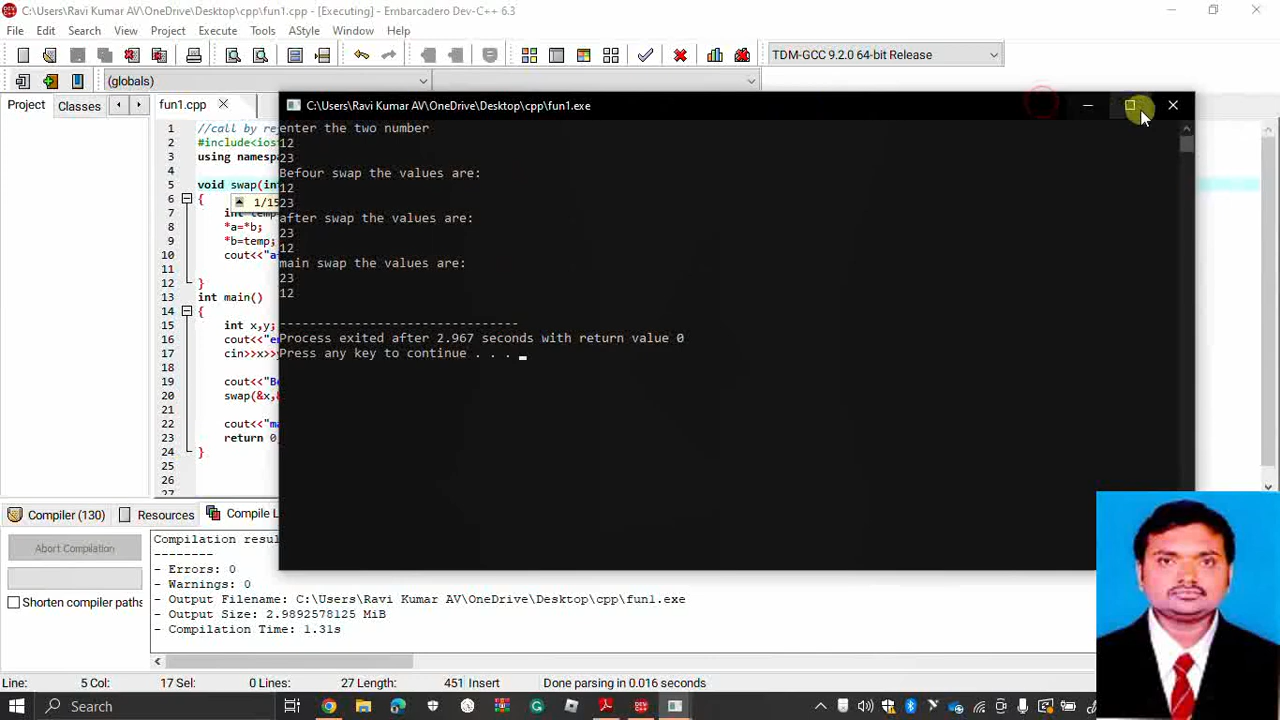 C:\Users\Ravi Kumar AV\OneDrive\Desktop\cpp\fun1.cpp - [Executing] - Embarcadero Dev-C++ 6.3
File Edit Search View Project Execute Tools AStyle Window Help
TDM-GCC 9.2.0 64-bit Release
(globals)
Project Classes fun1.cpp
C:\Users\Ravi Kumar AV\OneDrive\Desktop\cpp\fun1.exe
1 //call by re
2 #include<ios
3 using namesp
4
5 void swap(in
6 {
1/15
7 int temp
8 *a=*b;
9 *b=temp;
10 cout<<"a
11
12 }
13 int main()
14 {
15 int x,y;
16 cout<<"e
17 cin>>x>>
18
19 cout<<"B
20 swap(&x,
21
22 cout<<"m
23 return 0
24 }
25
26
27
enter the two number
12
23
Befour swap the values are:
12
23
after swap the values are:
23
12
main swap the values are:
23
12
--------------------------------
Process exited after 2.967 seconds with return value 0
Press any key to continue . . .
Compiler (130) Resources Compile L
Abort Compilation
Shorten compiler paths
Compilation resu
--------
- Errors: 0
- Warnings: 0
- Output Filename: C:\Users\Ravi Kumar AV\OneDrive\Desktop\cpp\fun1.exe
- Output Size: 2.9892578125 MiB
- Compilation Time: 1.31s
Line: 5 Col: 17 Sel: 0 Lines: 27 Length: 451 Insert Done parsing in 0.016 seconds
Search